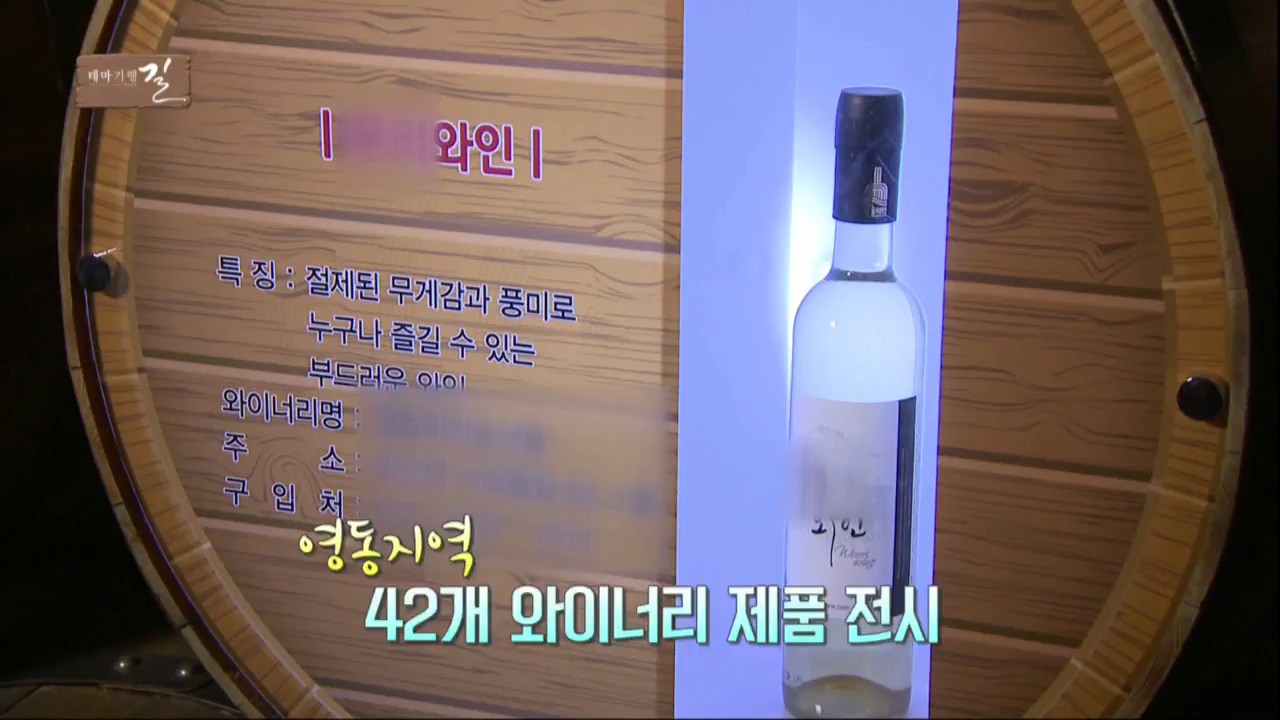 테마기행 길
| 와인 |
특 징 : 절제된 무게감과 풍미로
누구나 즐길 수 있는
부드러운 와인
와이너리명 :
주 소 :
구 입 처 :
와인
영동지역
42개 와이너리 제품 전시